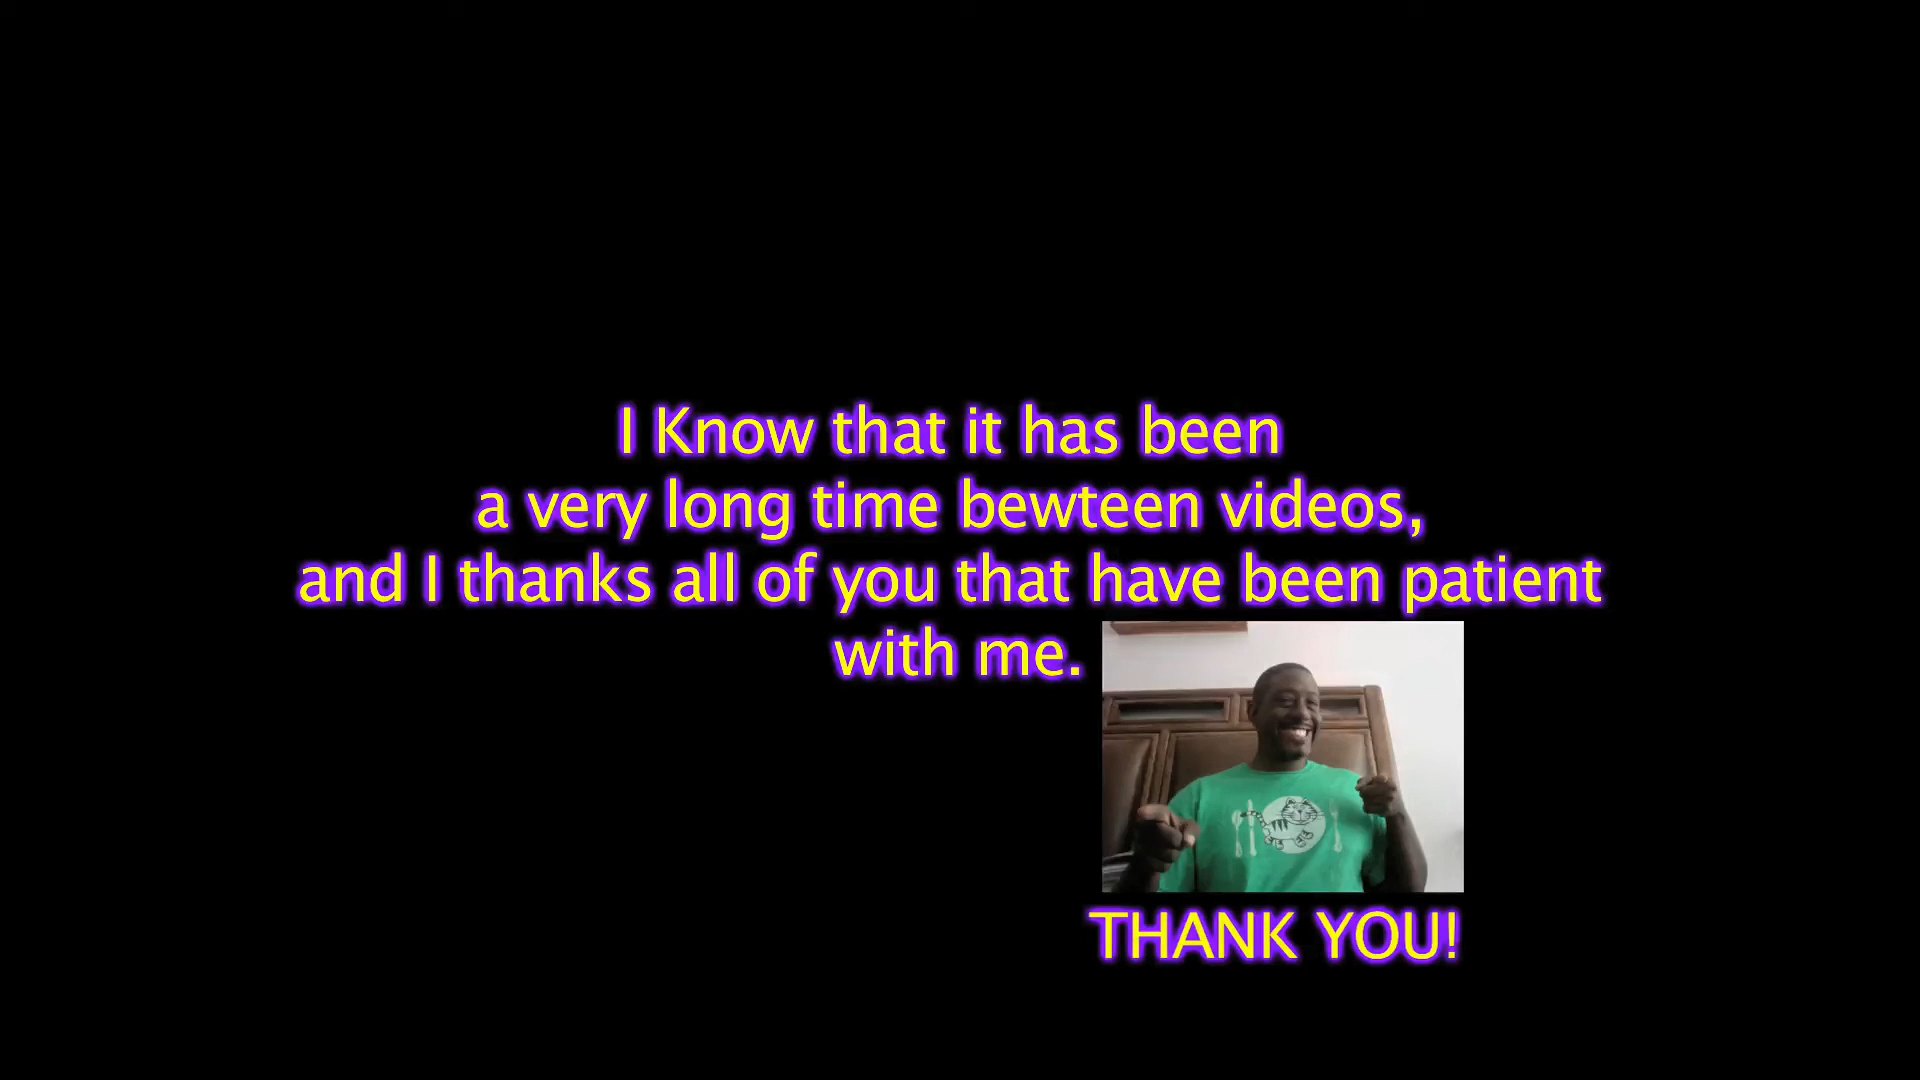 I Know that it has been
a very long time bewteen videos,
and I thanks all of you that have been patient
with me.
THANK YOU!